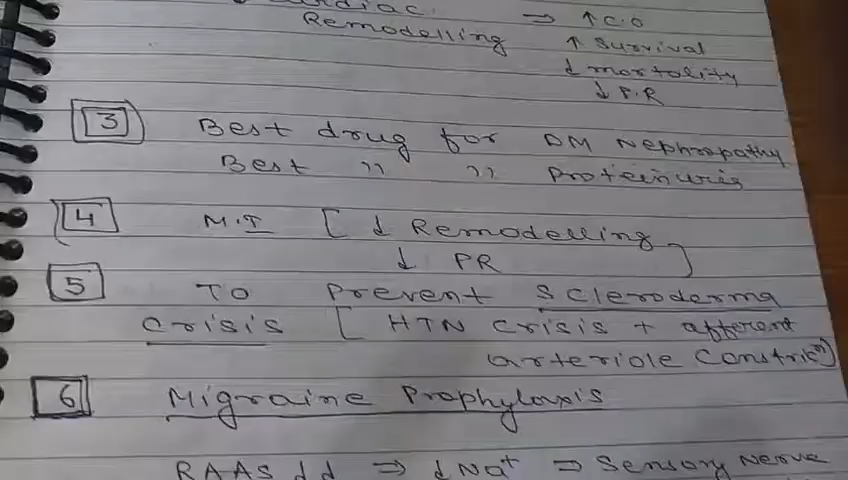 Remodelling ⇒ ↑ C.O
↑ Survival
↓ mortality
↓ P.R
3 Best drug for DM Nephropathy
Best " " Proteinuria
4 M.I [ ↓ Remodelling
↓ PR ]
5 To prevent Scleroderma
Crisis [ HTN crisis + afferent
arteriole Constricⁿ)
6 Migraine Prophylaxis
RAAS ↓↓ ⇒ ↓Na⁺ ⇒ Sensory Nerve